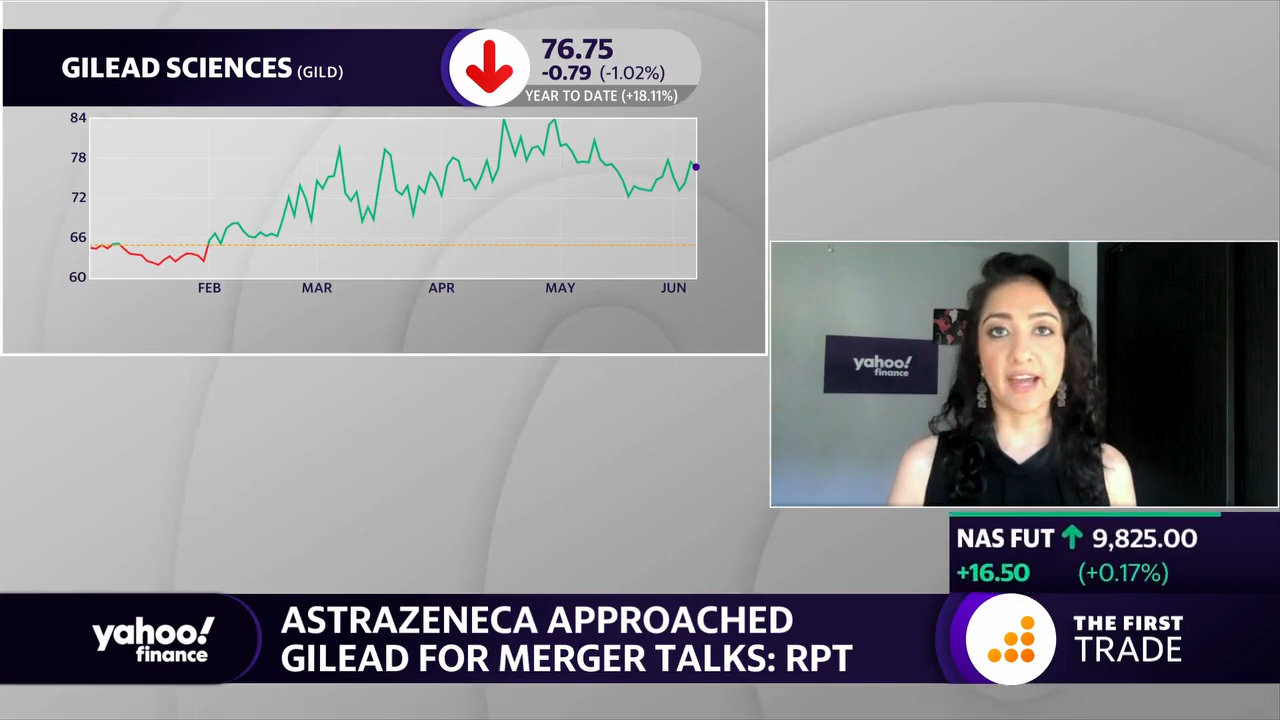 GILEAD SCIENCES (GILD)
76.75
-0.79 (-1.02%)
YEAR TO DATE (+18.11%)
84
78
72
66
60
FEB MAR APR MAY JUN
yahoo!
finance
NAS FUT 9,825.00
+16.50 (+0.17%)
yahoo!
finance
ASTRAZENECA APPROACHED
GILEAD FOR MERGER TALKS: RPT
THE FIRST
TRADE